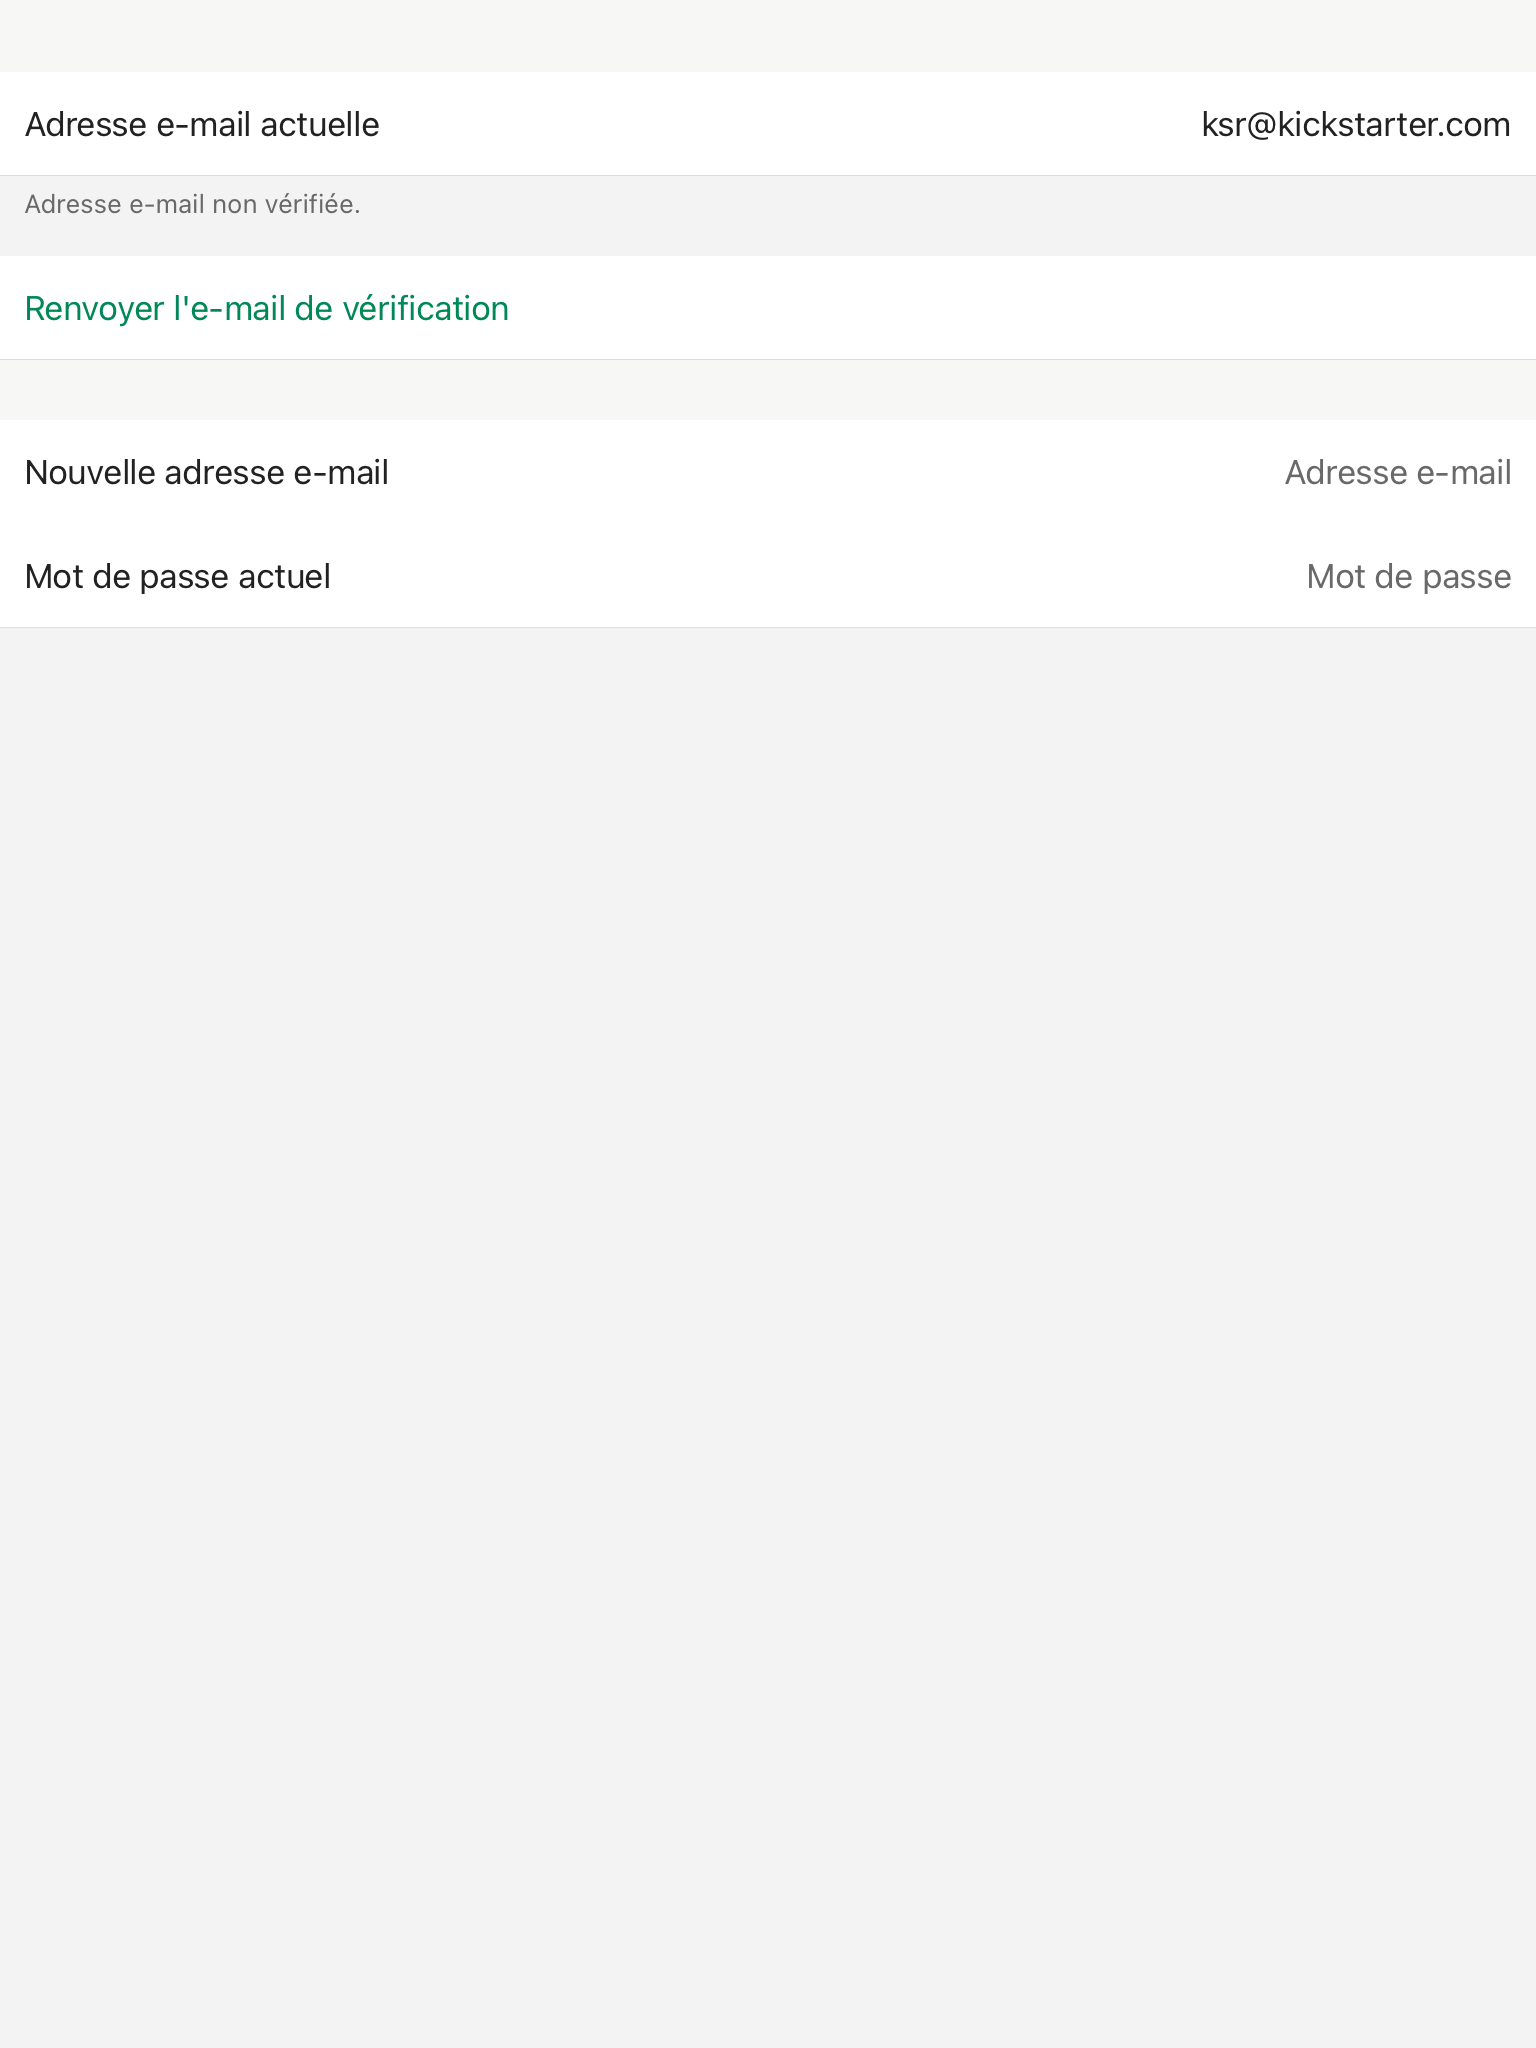 Adresse e-mail actuelle ksr@kickstarter.com
Adresse e-mail non vérifiée.
Renvoyer l'e-mail de vérification
Nouvelle adresse e-mail Adresse e-mail
Mot de passe actuel Mot de passe